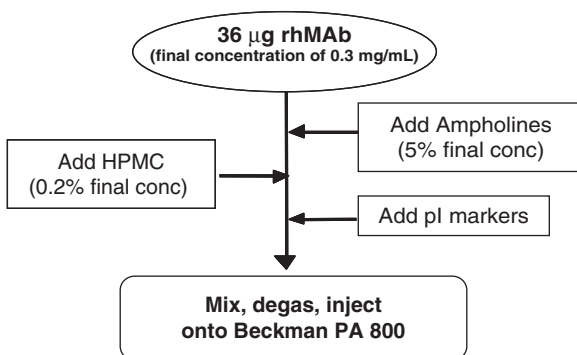 36 μg rhMAb
(final concentration of 0.3 mg/mL)
Add Ampholines
(5% final conc)
Add HPMC
(0.2% final conc)
Add pI markers
Mix, degas, inject
onto Beckman PA 800